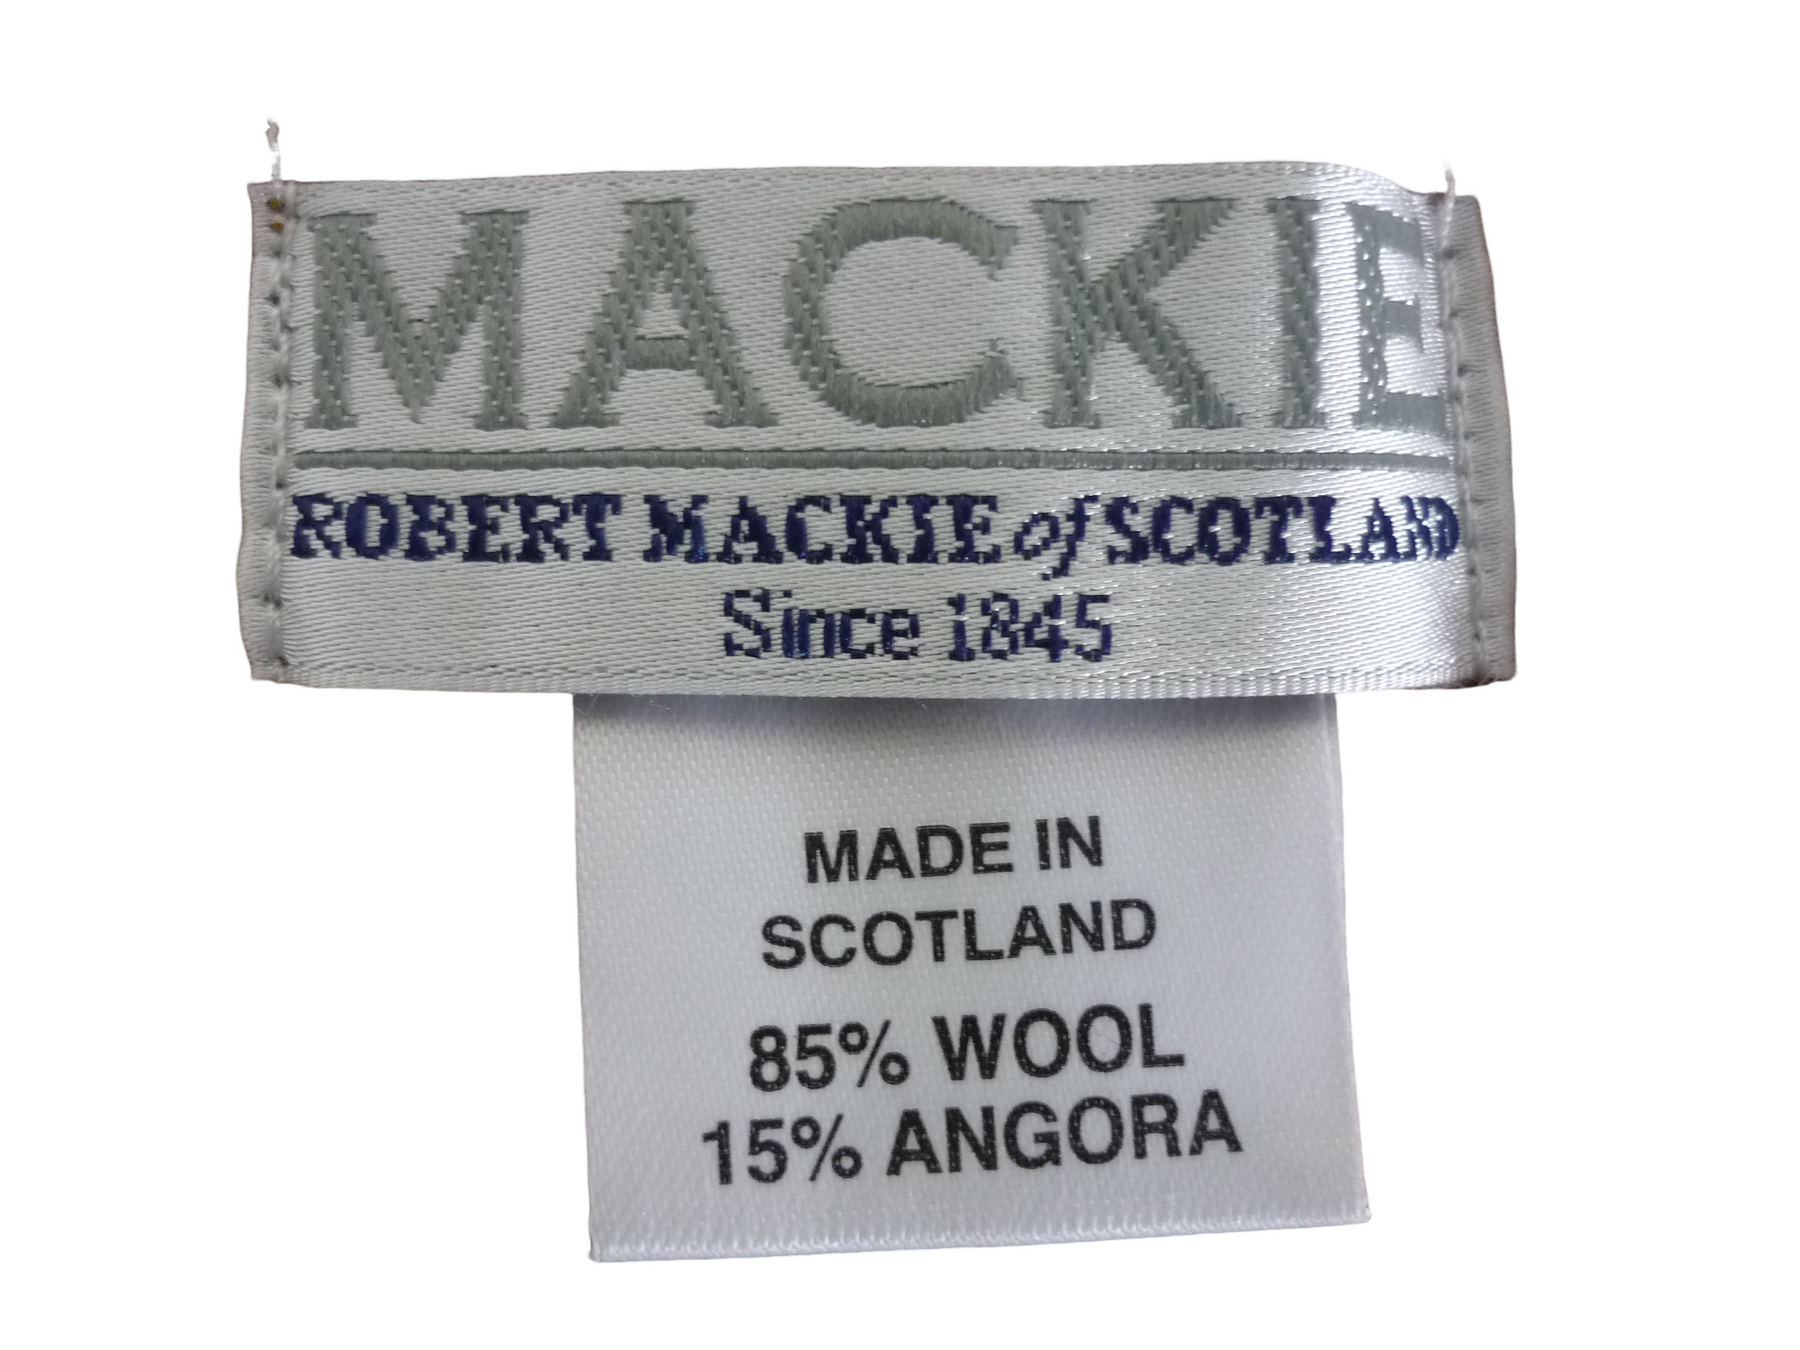 MACKIE
ROBERT MACKIE of SCOTLAND
Since 1845
MADE IN
SCOTLAND
85% WOOL
15% ANGORA